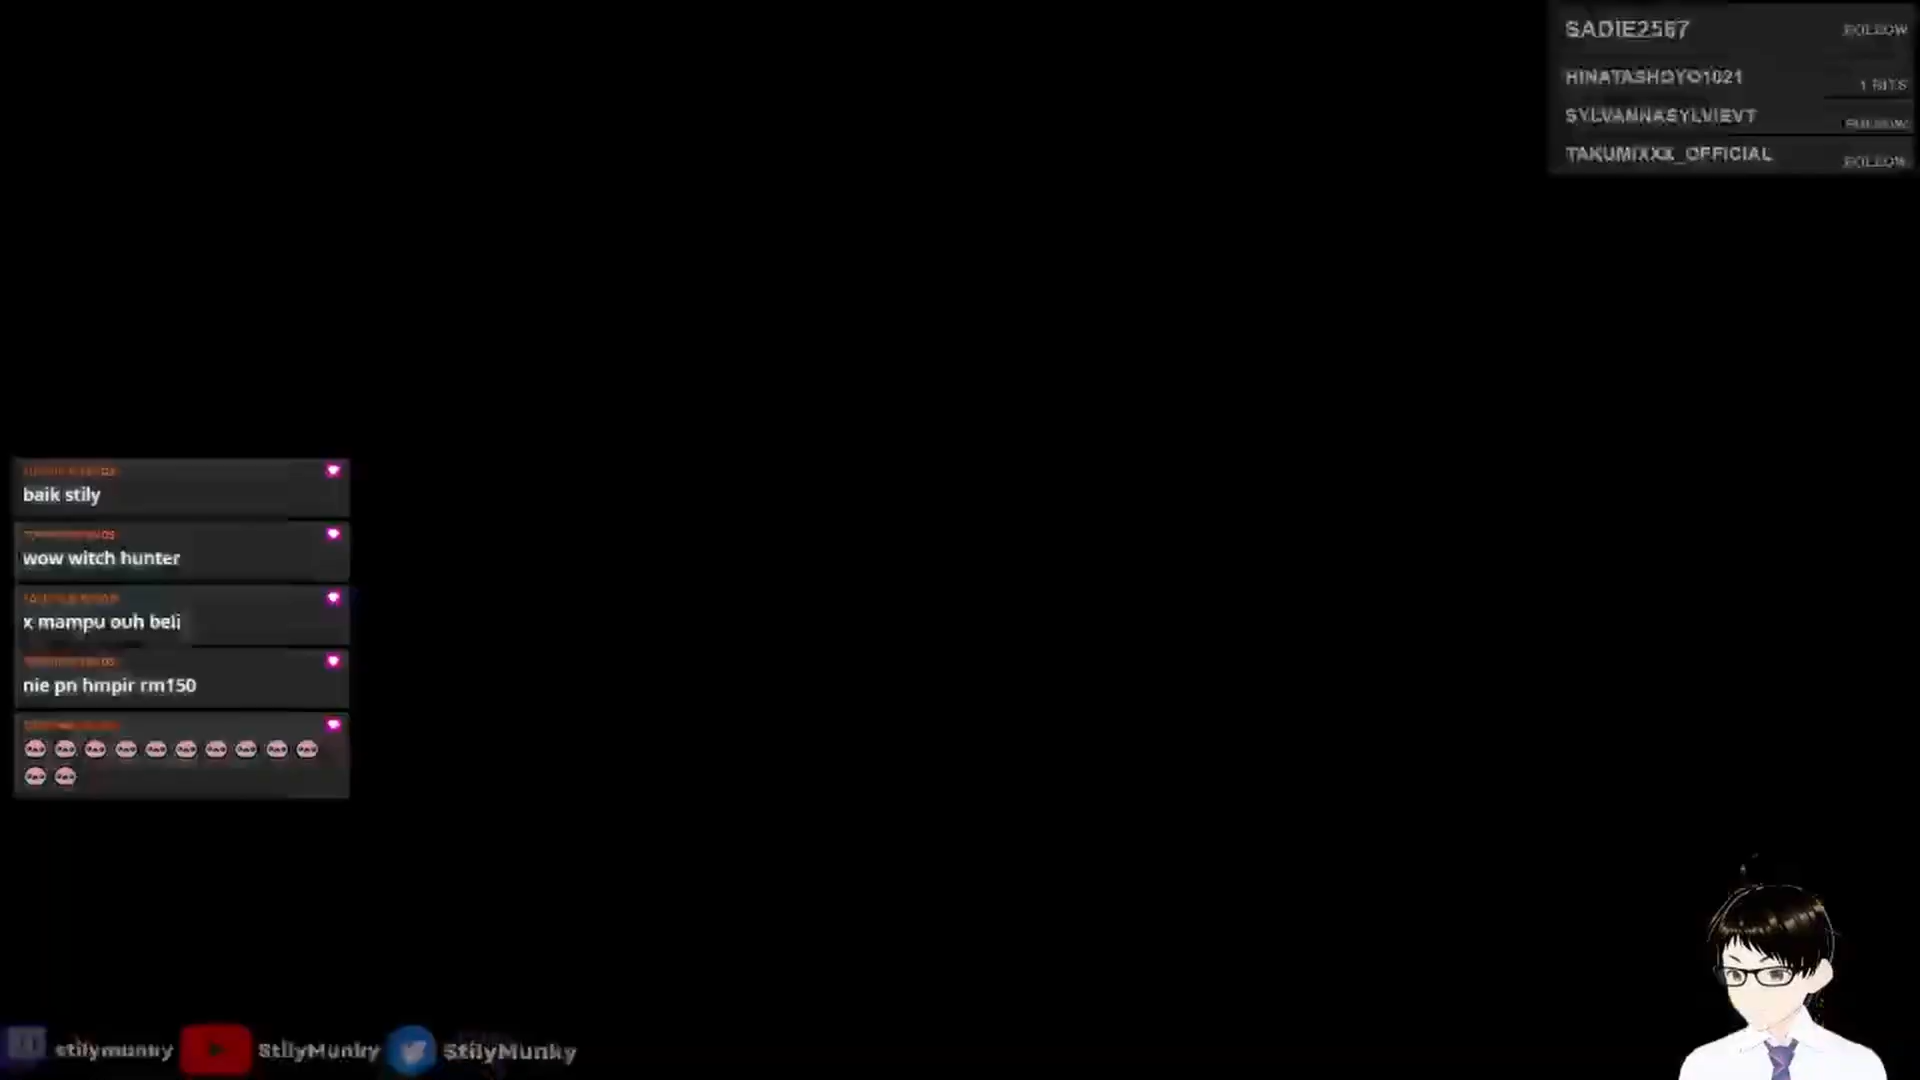 SADIE2567 FOLLOW
HINATASHOYO1021 1 BITS
SYLVANNASYLVIEVT FOLLOW
TAKUMIXXX_OFFICIAL FOLLOW
baik stily
wow witch hunter
x mampu ouh beli
nie pn hmpir rm150
stilymunky StilyMunky StilyMunky